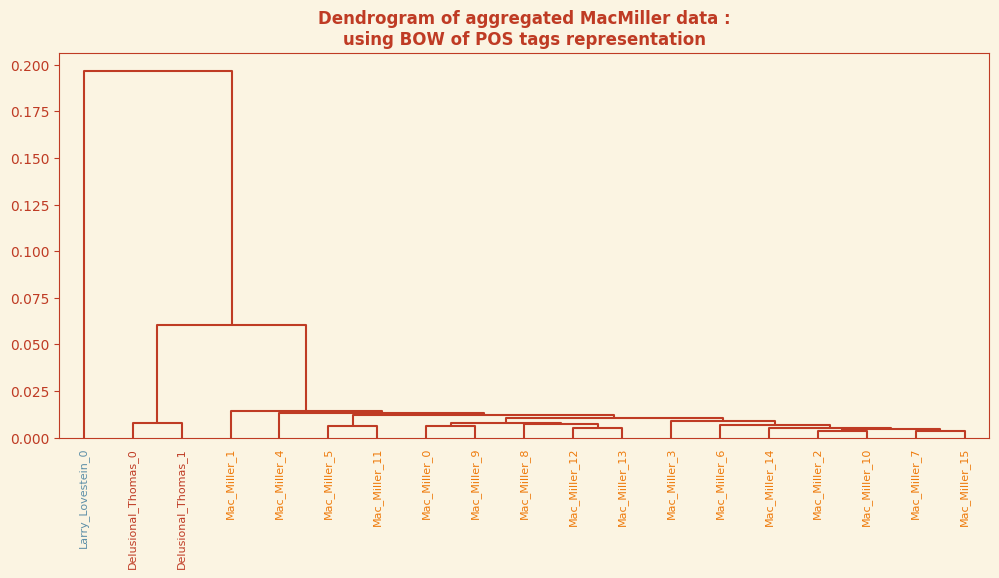 Dendrogram of aggregated MacMiller data :
using BOW of POS tags representation
0.200
0.175
0.150
0.125
0.100
0.075
0.050
0.025
0.000
Larry_Lovestein_0
Delusional_Thomas_0
Delusional_Thomas_1
Mac_Miller_1
Mac_Miller_4
Mac_Miller_5
Mac_Miller_11
Mac_Miller_0
Mac_Miller_9
Mac_Miller_8
Mac_Miller_12
Mac_Miller_13
Mac_Miller_3
Mac_Miller_6
Mac_Miller_14
Mac_Miller_2
Mac_Miller_10
Mac_Miller_7
Mac_Miller_15